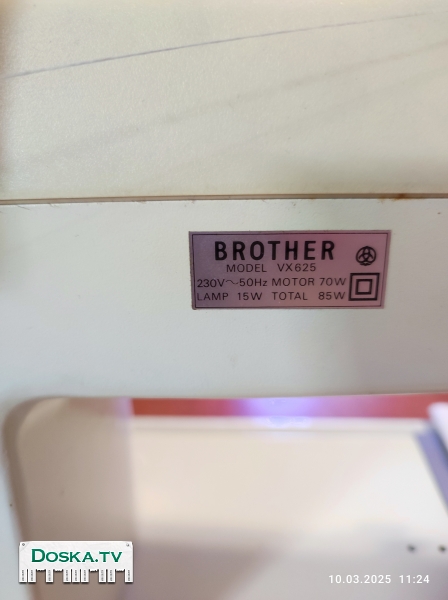 BROTHER
MODEL VX625
230V~50Hz MOTOR 70W
LAMP 15W TOTAL 85W
DOSKA.TV
10.03.2025 11:24